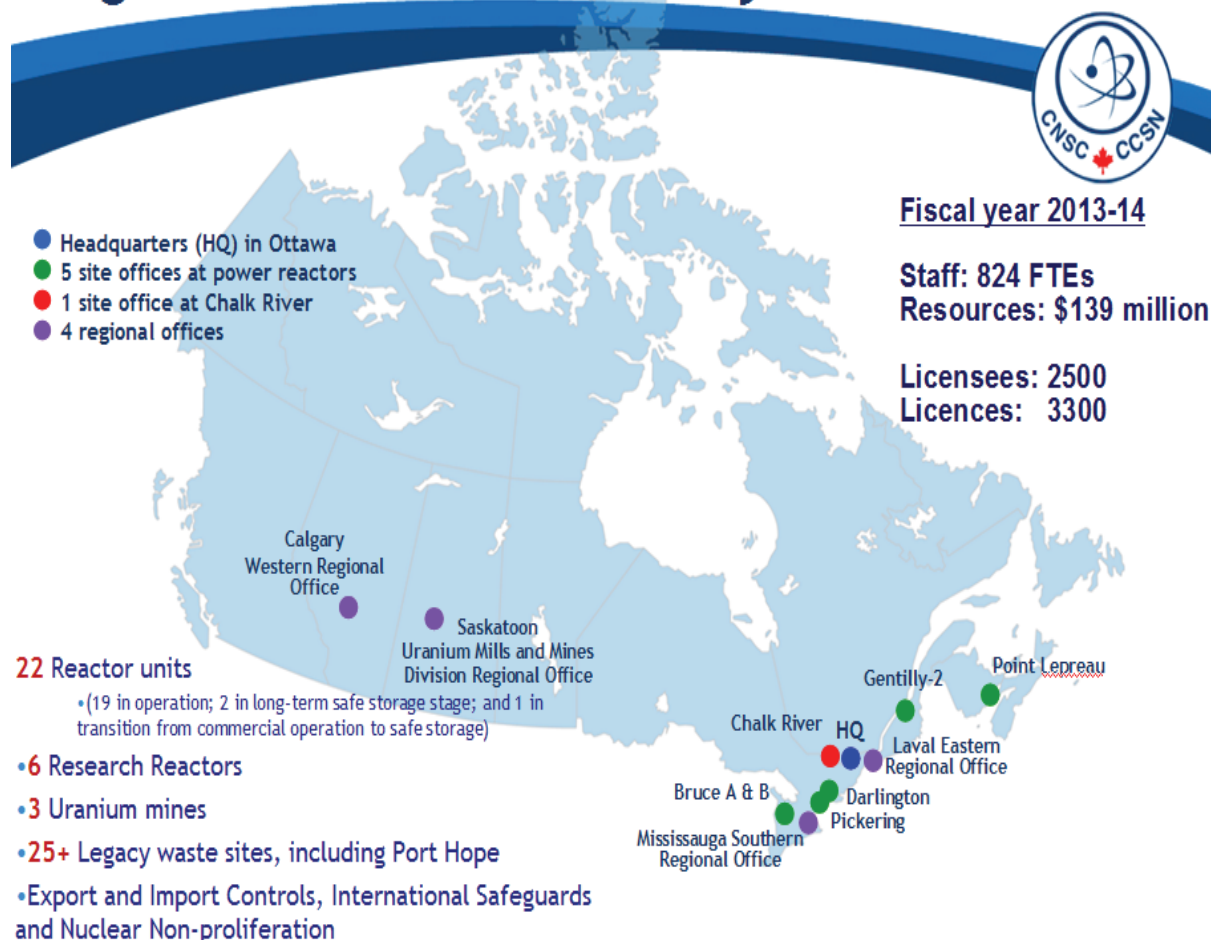 CNSC CCSN
Fiscal year 2013-14
Headquarters (HQ) in Ottawa
5 site offices at power reactors
1 site office at Chalk River
4 regional offices
Staff: 824 FTEs
Resources: $139 million
Licensees: 2500
Licences: 3300
Calgary
Western Regional
Office
Saskatoon
Uranium Mills and Mines
Division Regional Office
22 Reactor units
•(19 in operation; 2 in long-term safe storage stage; and 1 in
transition from commercial operation to safe storage)
•6 Research Reactors
•3 Uranium mines
•25+ Legacy waste sites, including Port Hope
•Export and Import Controls, International Safeguards
and Nuclear Non-proliferation
Gentilly-2
Point Lepreau
Chalk River
HQ
Laval Eastern
Regional Office
Bruce A & B
Darlington
Pickering
Mississauga Southern
Regional Office